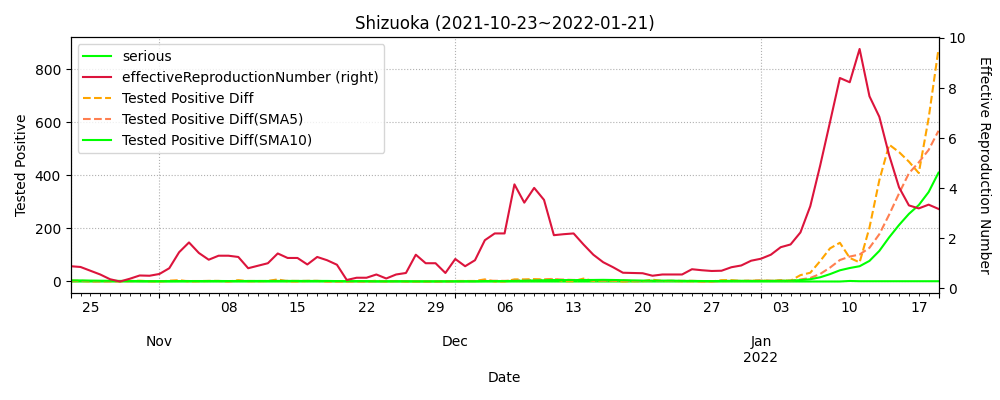 Shizuoka (2021-10-23~2022-01-21)
serious
effectiveReproductionNumber (right)
Tested Positive Diff
Tested Positive Diff(SMA5)
Tested Positive Diff(SMA10)
Tested Positive
800
600
400
200
0
10
8
6
4
2
0
Effective Reproduction Number
25 08 15 22 29 06 13 20 27 03 10 17
Nov Dec Jan
2022
Date